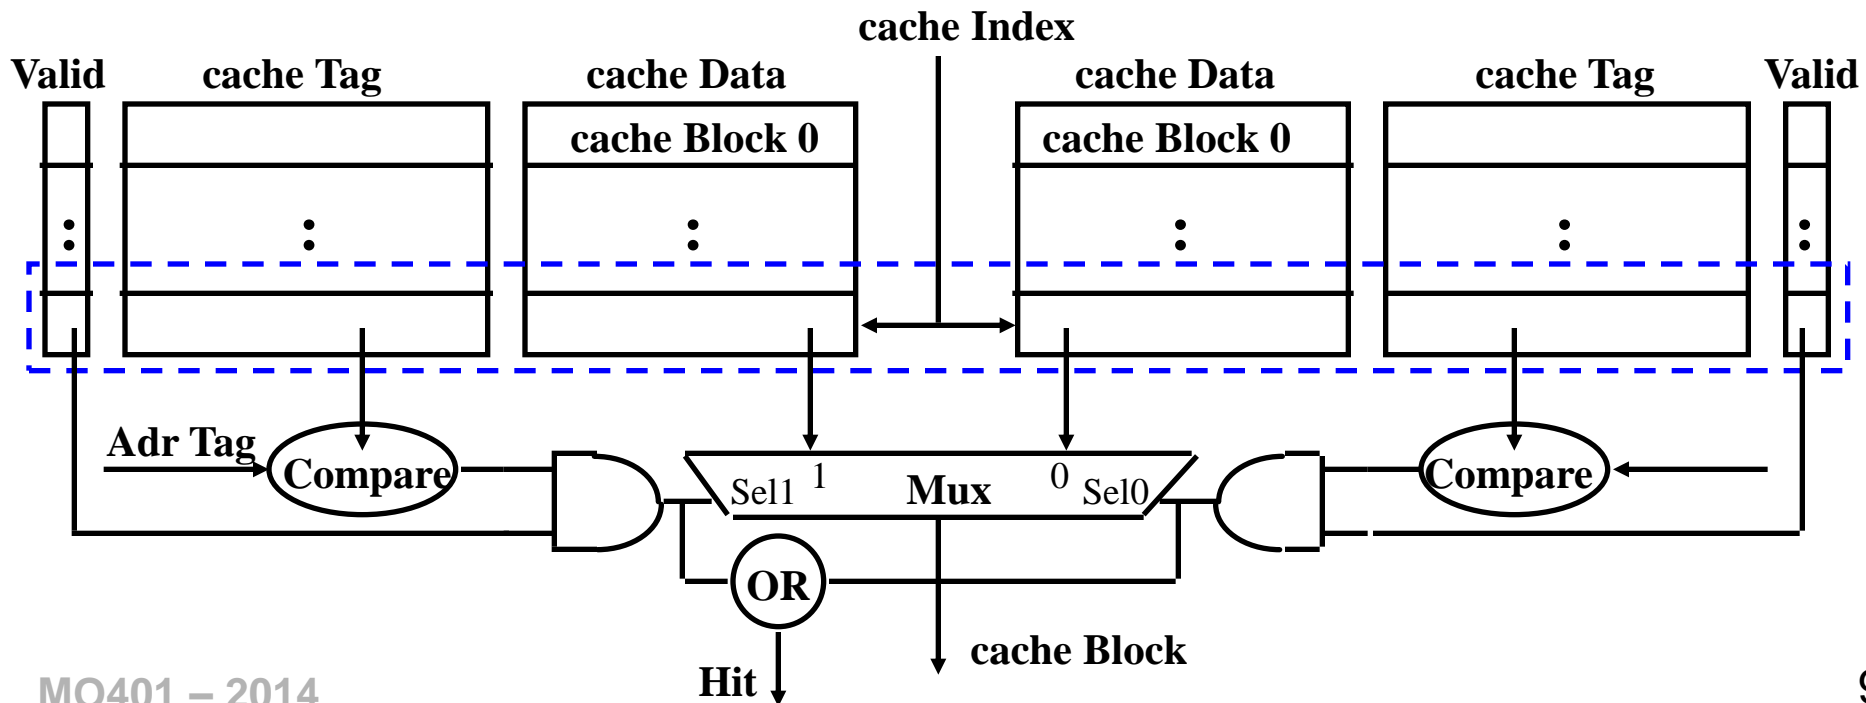 cache Index
Valid cache Tag cache Data cache Data cache Tag Valid
cache Block 0 cache Block 0
Adr Tag
Compare Sel1 1 Mux 0 Sel0 Compare
OR
cache Block
Hit
MO401 – 2014 9